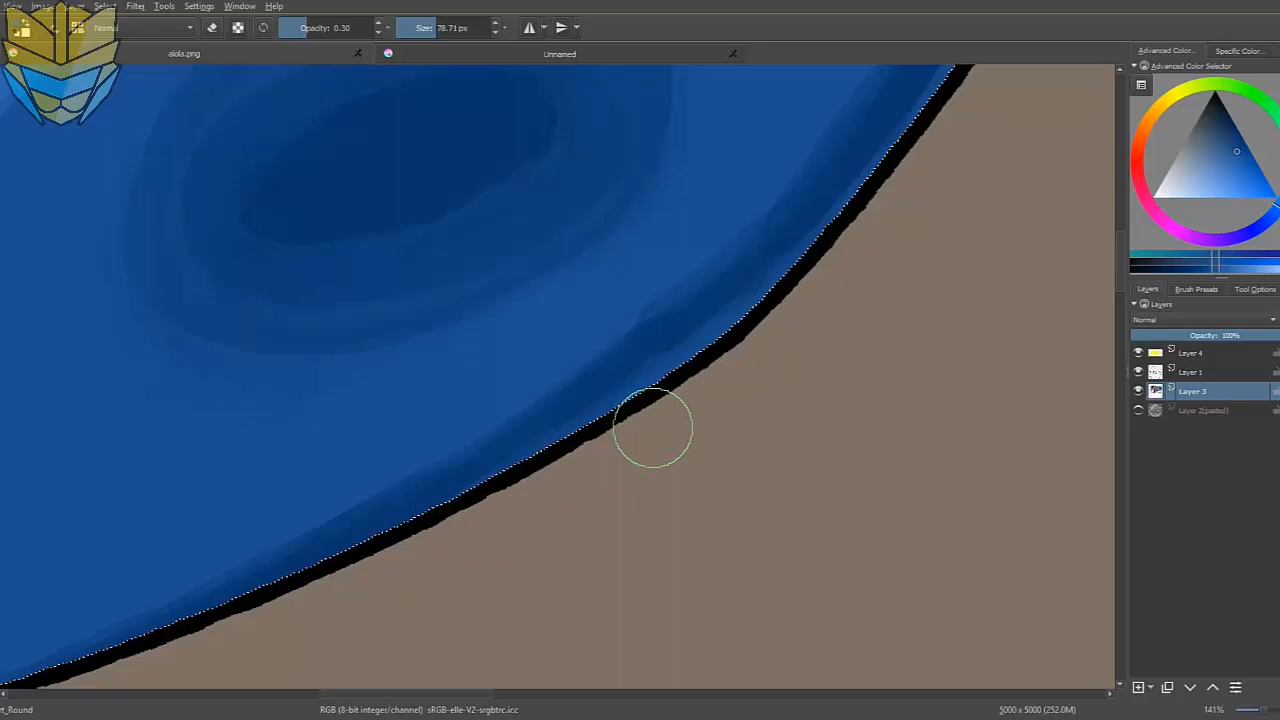 View Image Layer Select Filter Tools Settings Window Help
Normal Opacity: 0.30 Size: 78.71 px
alola.png Unnamed
Advanced Color... Specific Color...
Advanced Color Selector
Layers Brush Presets Tool Options
Layers
Normal
Opacity: 100%
Layer 4
Layer 1
Layer 3
Layer 2(pasted)
rt_Round RGB (8-bit integer/channel) sRGB-elle-V2-srgbtrc.icc 5000 x 5000 (252.0M) 141%